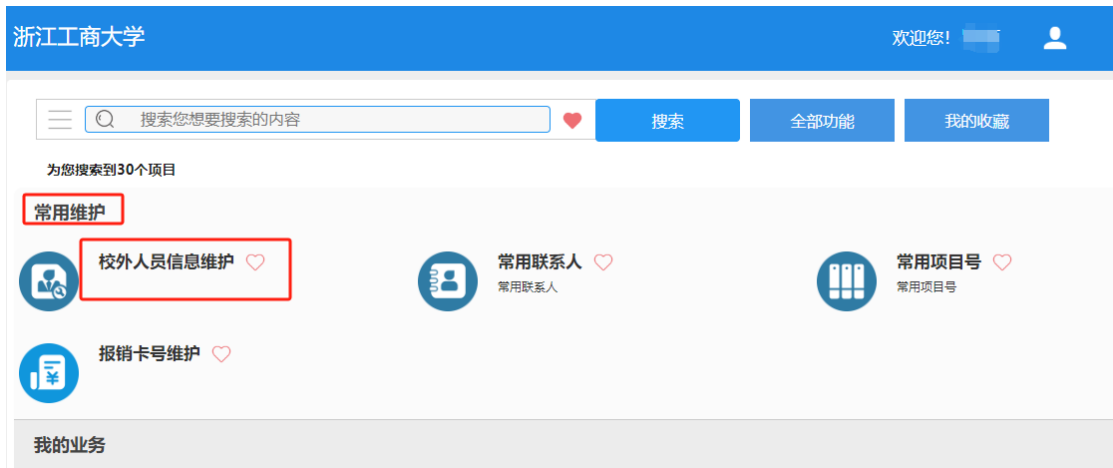 浙江工商大学
欢迎您!
搜索您想要搜索的内容
搜索
全部功能
我的收藏
为您搜索到30个项目
常用维护
校外人员信息维护
常用联系人
常用联系人
常用项目号
常用项目号
报销卡号维护
我的业务